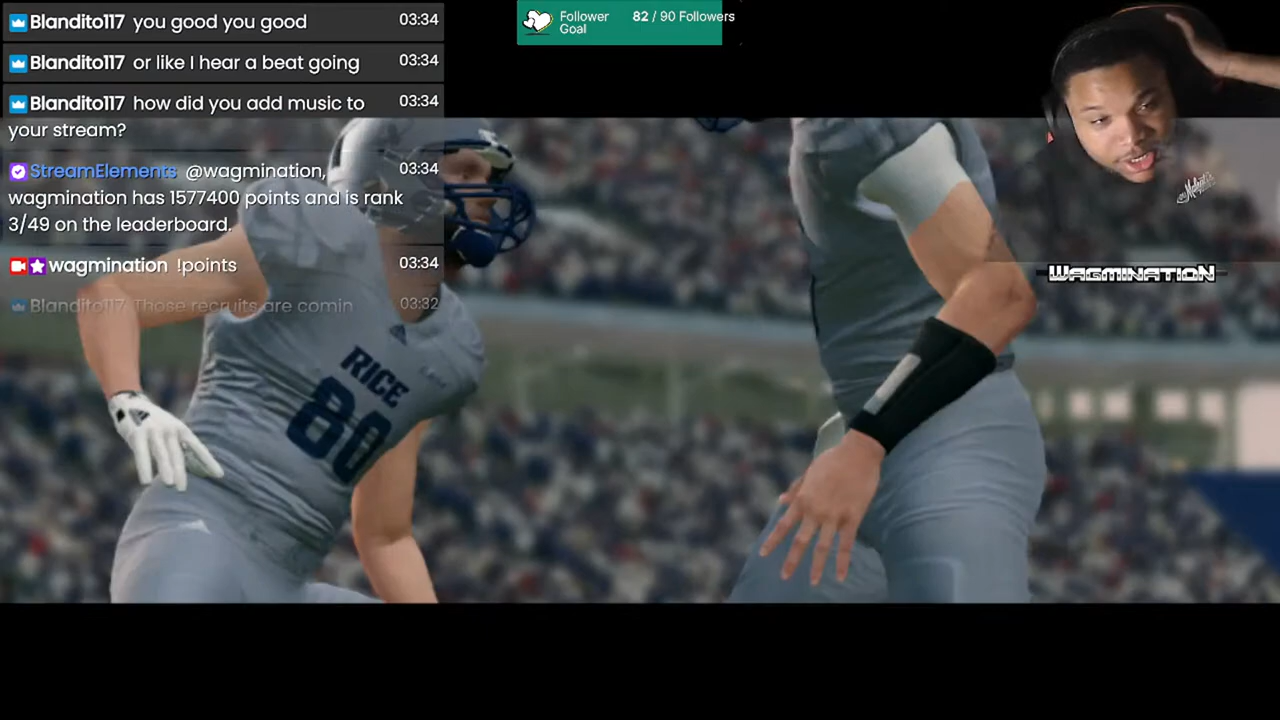 Blandito117 you good you good 03:34
Blandito117 or like I hear a beat going 03:34
Blandito117 how did you add music to 03:34
your stream?
StreamElements @wagmination, 03:34
wagmination has 1577400 points and is rank
3/49 on the leaderboard.
wagmination !points 03:34
Blandito117 Those recruits are comin 03:32
Follower 82 / 90 Followers
Goal
WAGMINATION
RICE
80